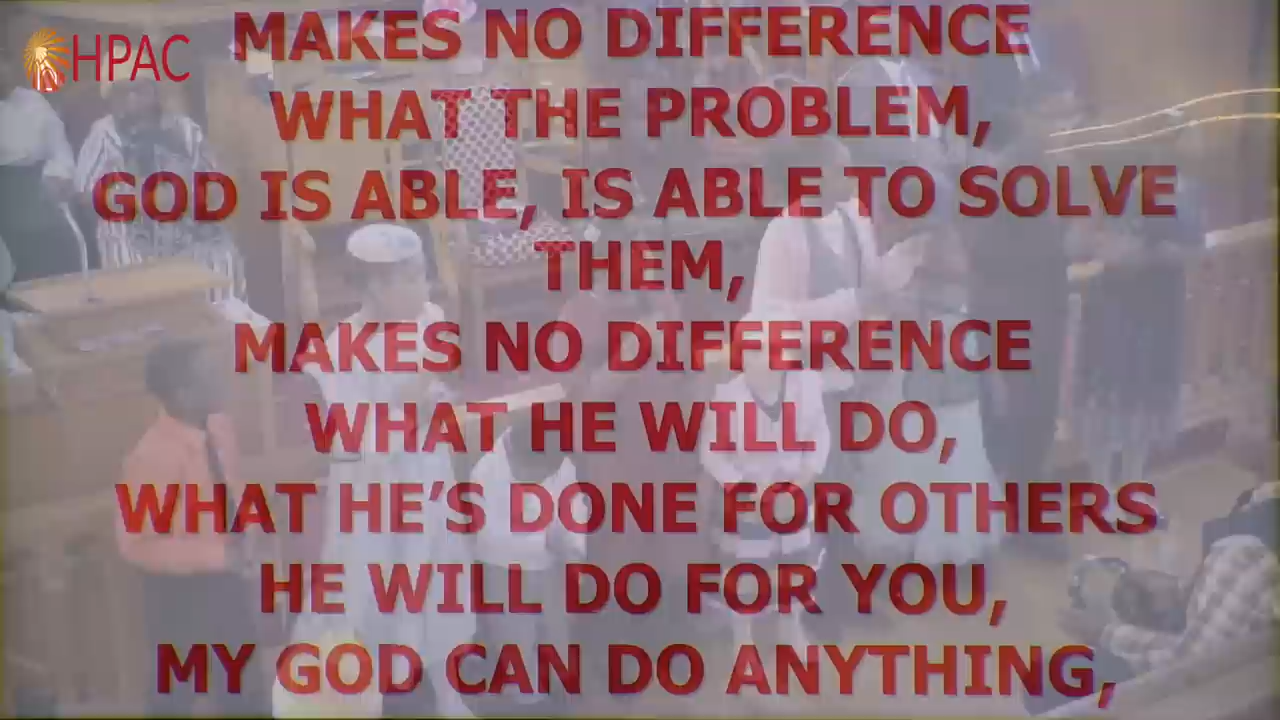 HPAC
MAKES NO DIFFERENCE
WHAT THE PROBLEM,
GOD IS ABLE, IS ABLE TO SOLVE
THEM,
MAKES NO DIFFERENCE
WHAT HE WILL DO,
WHAT HE’S DONE FOR OTHERS
HE WILL DO FOR YOU,
MY GOD CAN DO ANYTHING,